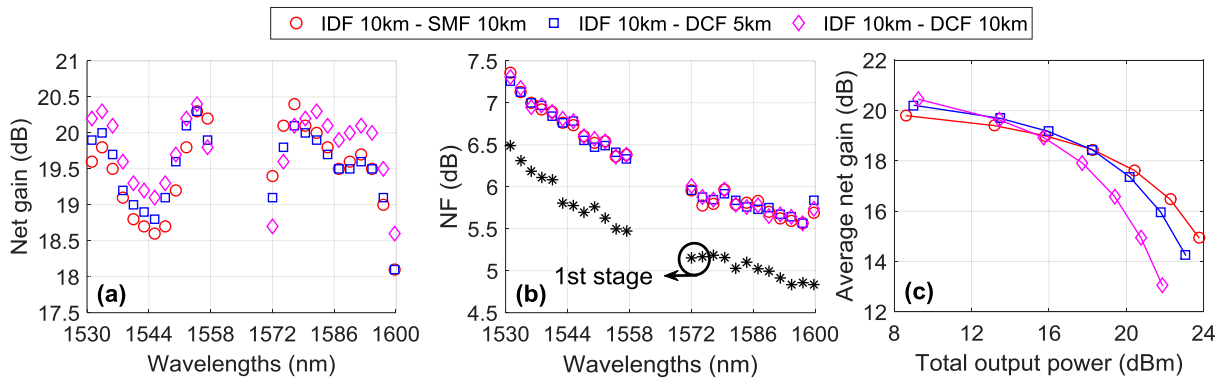 IDF 10km - SMF 10km IDF 10km - DCF 5km IDF 10km - DCF 10km
21
20.5
20
19.5
19
18.5
18
17.5
Net gain (dB)
(a)
1530 1544 1558 1572 1586 1600
Wavelengths (nm)
7.5
7
6.5
6
5.5
5
4.5
NF (dB)
1st stage
(b)
1530 1544 1558 1572 1586 1600
Wavelengths (nm)
22
20
18
16
14
12
Average net gain (dB)
(c)
8 12 16 20 24
Total output power (dBm)